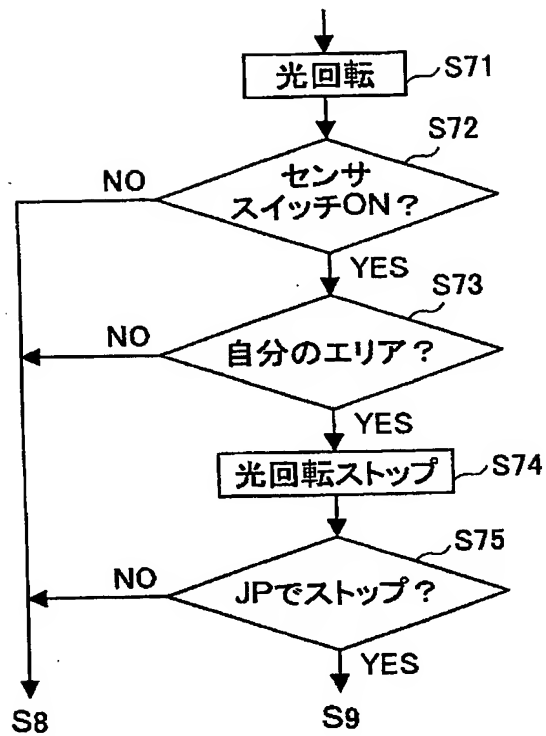 光回転
S71
S72
センサ
スイッチON？
NO
YES
S73
自分のエリア？
NO
YES
光回転ストップ
S74
S75
JPでストップ？
NO
YES
S8
S9